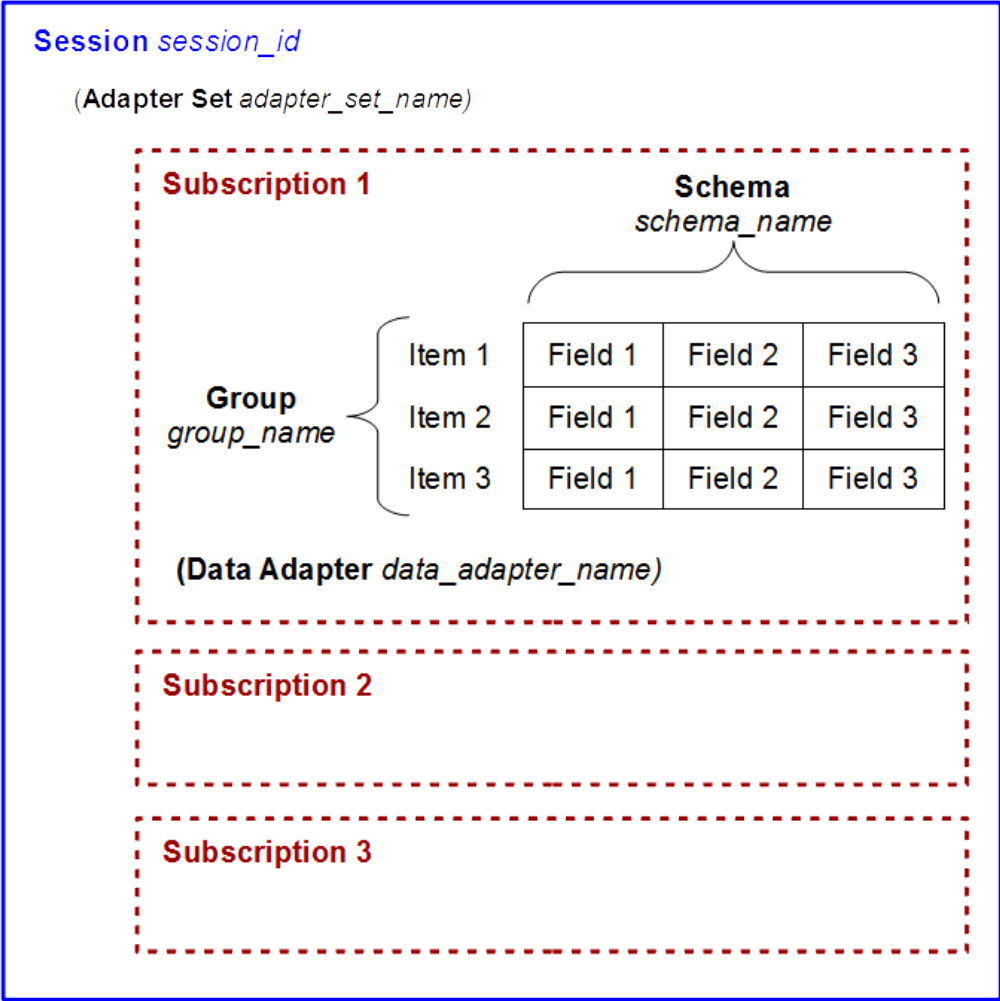 Session session_id
(Adapter Set adapter_set_name)
Subscription 1
Schema
schema_name
Item 1 Field 1 Field 2 Field 3
Group
group_name
Item 2 Field 1 Field 2 Field 3
Item 3 Field 1 Field 2 Field 3
(Data Adapter data_adapter_name)
Subscription 2
Subscription 3